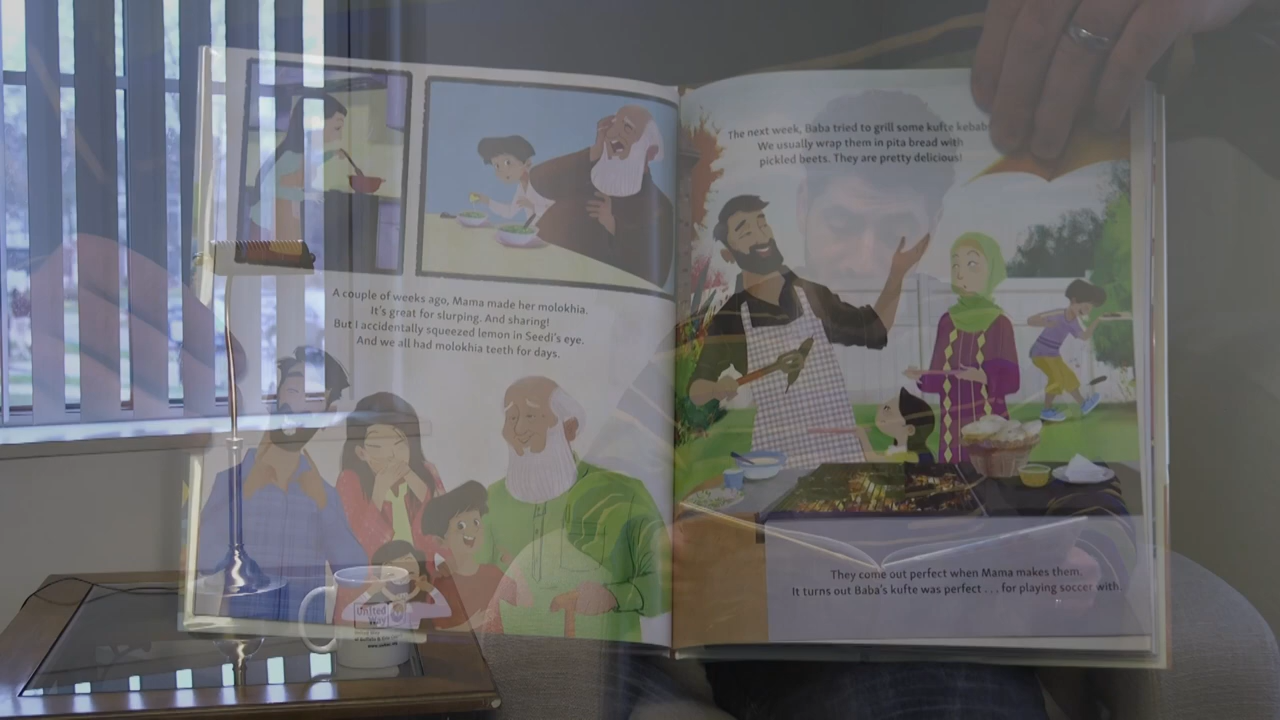 A couple of weeks ago, Mama made her molokhia.
It's great for slurping. And sharing!
But I accidentally squeezed lemon in Seedi's eye.
And we all had molokhia teeth for days.
The next week, Baba tried to grill some kufte kebab
We usually wrap them in pita bread with
pickled beets. They are pretty delicious!
They come out perfect when Mama makes them.
It turns out Baba's kufte was perfect . . . for playing soccer with
United
Way